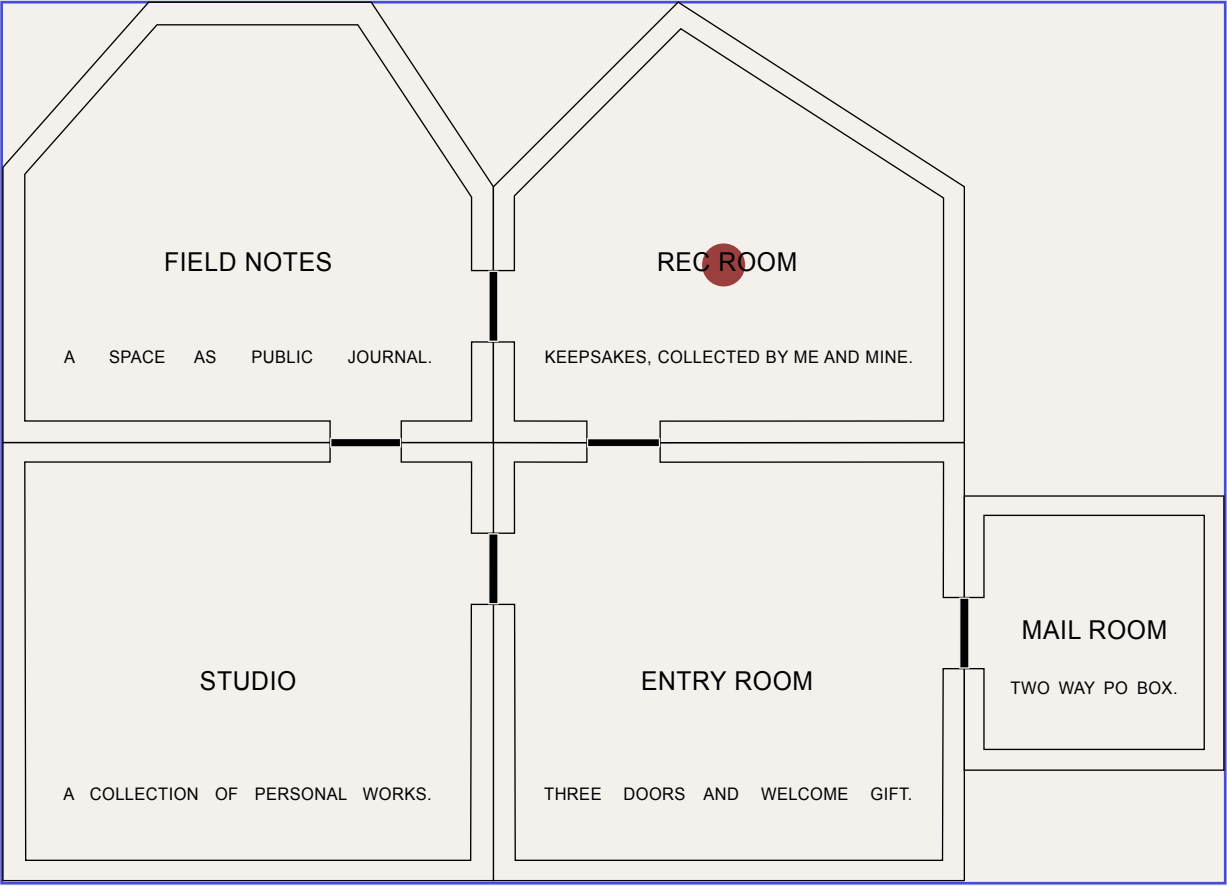 FIELD NOTES
A SPACE AS PUBLIC JOURNAL.
REC ROOM
KEEPSAKES, COLLECTED BY ME AND MINE.
STUDIO
A COLLECTION OF PERSONAL WORKS.
ENTRY ROOM
THREE DOORS AND WELCOME GIFT.
MAIL ROOM
TWO WAY PO BOX.